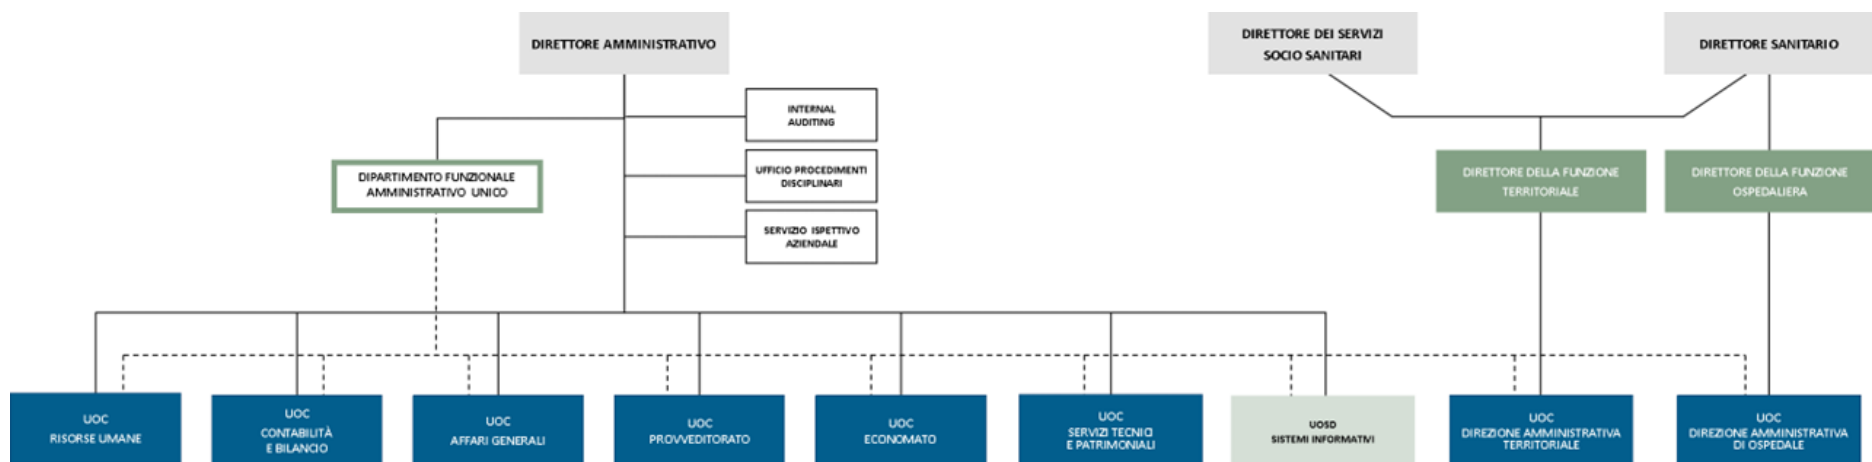 DIRETTORE AMMINISTRATIVO
DIRETTORE DEI SERVIZI
SOCIO SANITARI
DIRETTORE SANITARIO
INTERNAL
AUDITING
UFFICIO PROCEDIMENTI
DISCIPLINARI
SERVIZIO ISPETTIVO
AZIENDALE
DIPARTIMENTO FUNZIONALE
AMMINISTRATIVO UNICO
DIRETTORE DELLA FUNZIONE
TERRITORIALE
DIRETTORE DELLA FUNZIONE
OSPEDALIERA
UOC
RISORSE UMANE
UOC
CONTABILITÀ
E BILANCIO
UOC
AFFARI GENERALI
UOC
PROVVEDITORATO
UOC
ECONOMATO
UOC
SERVIZI TECNICI
E PATRIMONIALI
UOSD
SISTEMI INFORMATIVI
UOC
DIREZIONE AMMINISTRATIVA
TERRITORIALE
UOC
DIREZIONE AMMINISTRATIVA
DI OSPEDALE